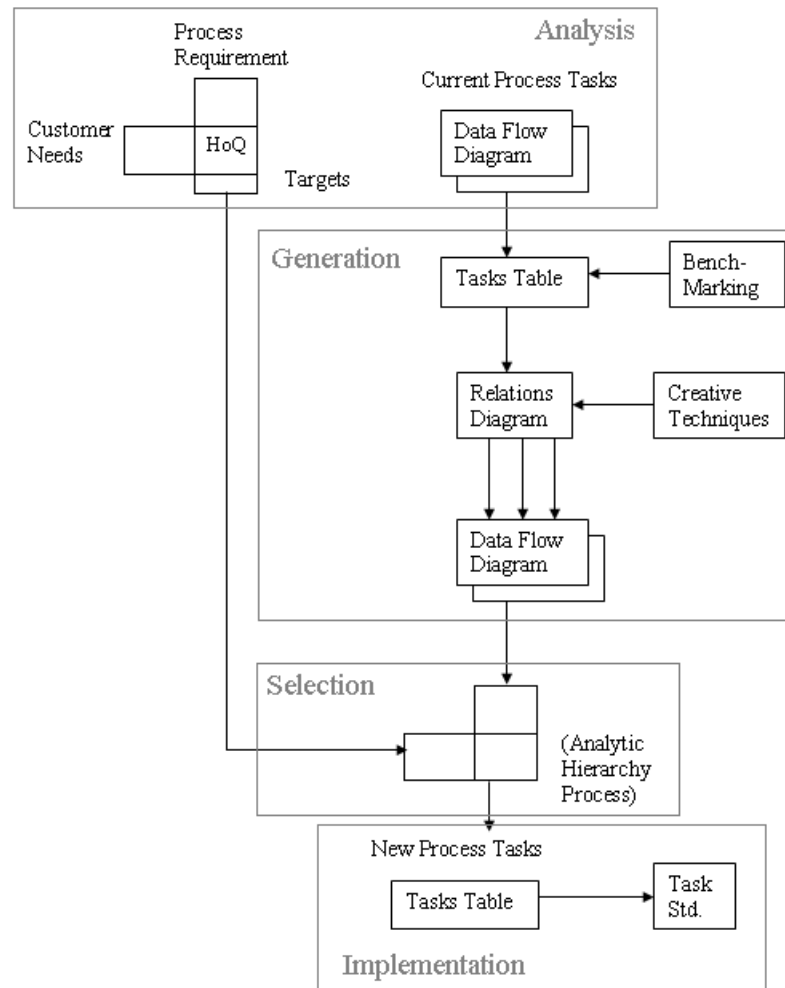 Process
Requirement
Analysis
Current Process Tasks
Customer
Needs
HoQ
Data Flow
Diagram
Targets
Generation
Tasks Table
Bench-
Marking
Relations
Diagram
Creative
Techniques
Data Flow
Diagram
Selection
(Analytic
Hierarchy
Process)
New Process Tasks
Tasks Table
Task
Std.
Implementation